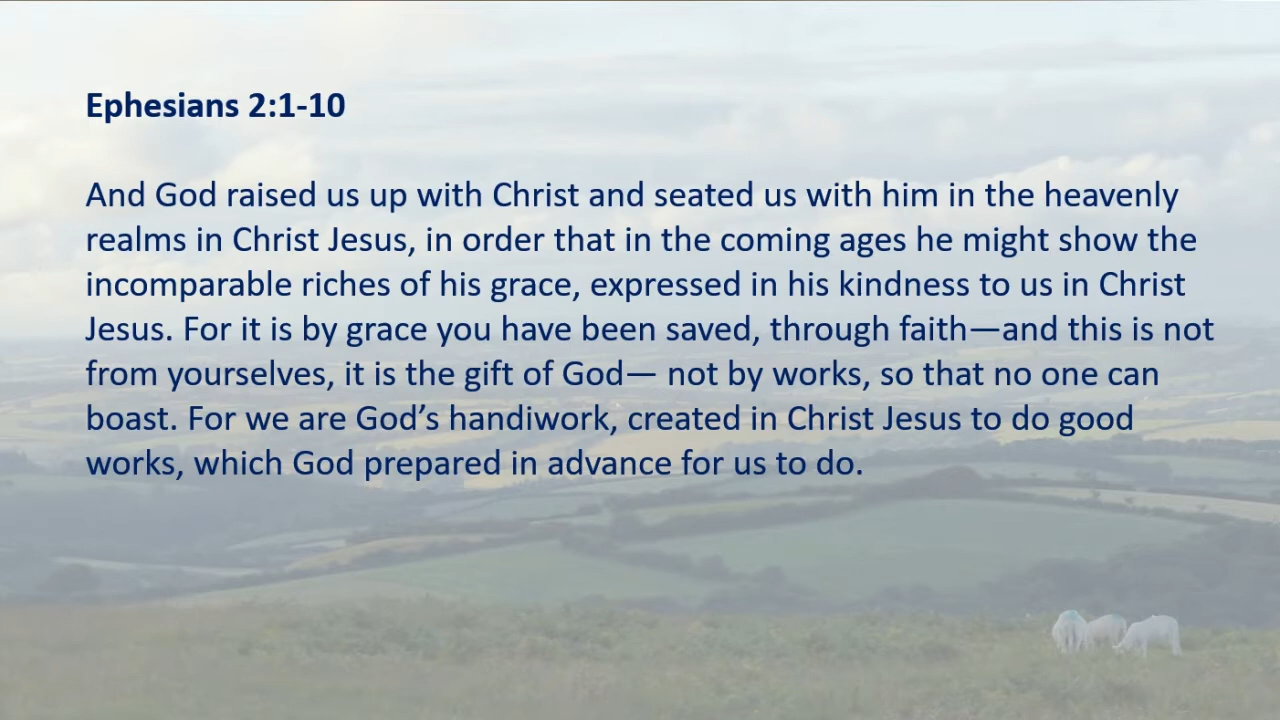 Ephesians 2:1-10
And God raised us up with Christ and seated us with him in the heavenly
realms in Christ Jesus, in order that in the coming ages he might show the
incomparable riches of his grace, expressed in his kindness to us in Christ
Jesus. For it is by grace you have been saved, through faith—and this is not
from yourselves, it is the gift of God— not by works, so that no one can
boast. For we are God’s handiwork, created in Christ Jesus to do good
works, which God prepared in advance for us to do.